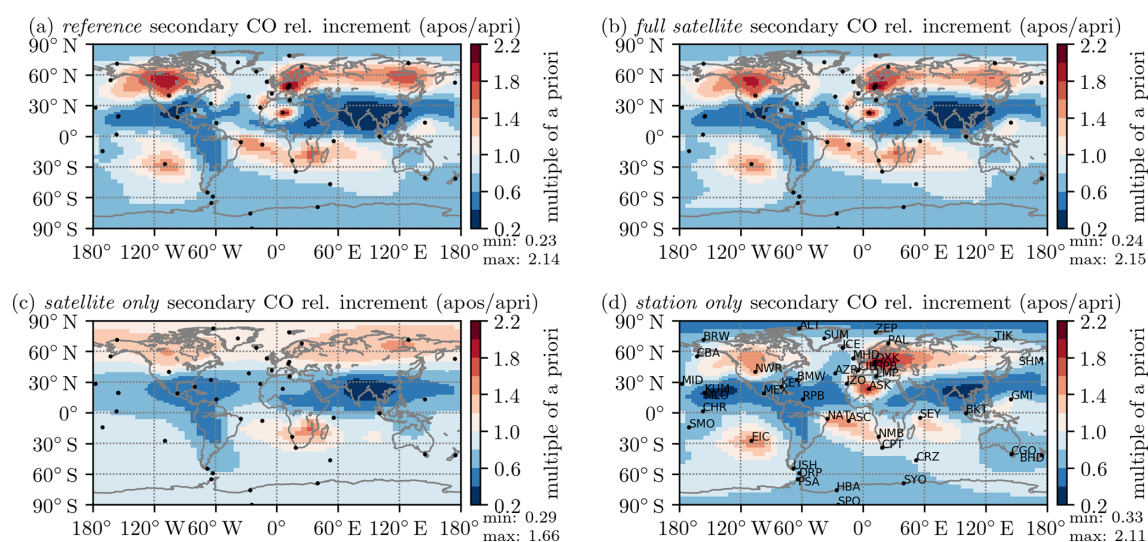 (a) reference secondary CO rel. increment (apos/apri)
90° N
60° N
30° N
0°
30° S
60° S
90° S
180° 120° W 60° W 0° 60° E 120° E 180°
2.2
1.8
1.4
1.0
0.6
0.2
multiple of a priori
min: 0.23
max: 2.14
(b) full satellite secondary CO rel. increment (apos/apri)
90° N
60° N
30° N
0°
30° S
60° S
90° S
180° 120° W 60° W 0° 60° E 120° E 180°
2.2
1.8
1.4
1.0
0.6
0.2
multiple of a priori
min: 0.24
max: 2.15
(c) satellite only secondary CO rel. increment (apos/apri)
90° N
60° N
30° N
0°
30° S
60° S
90° S
180° 120° W 60° W 0° 60° E 120° E 180°
2.2
1.8
1.4
1.0
0.6
0.2
multiple of a priori
min: 0.29
max: 1.66
(d) station only secondary CO rel. increment (apos/apri)
90° N
60° N
30° N
0°
30° S
60° S
90° S
180° 120° W 60° W 0° 60° E 120° E 180°
ALT
ZEP
BRW
SUM
PAL
TIK
ICE
CBA
MHD
OXK
SHM
NWR
AZR
MID
BMW
KEY
IZO
ASK
KUM
MLO
MEX
RPB
GMI
CHR
BKT
SMO
NAT
ASC
SEY
EIC
NMB
CPT
CGO
BHD
CRZ
USH
DRP
PSA
HBA
SYO
SPO
2.2
1.8
1.4
1.0
0.6
0.2
multiple of a priori
min: 0.33
max: 2.11